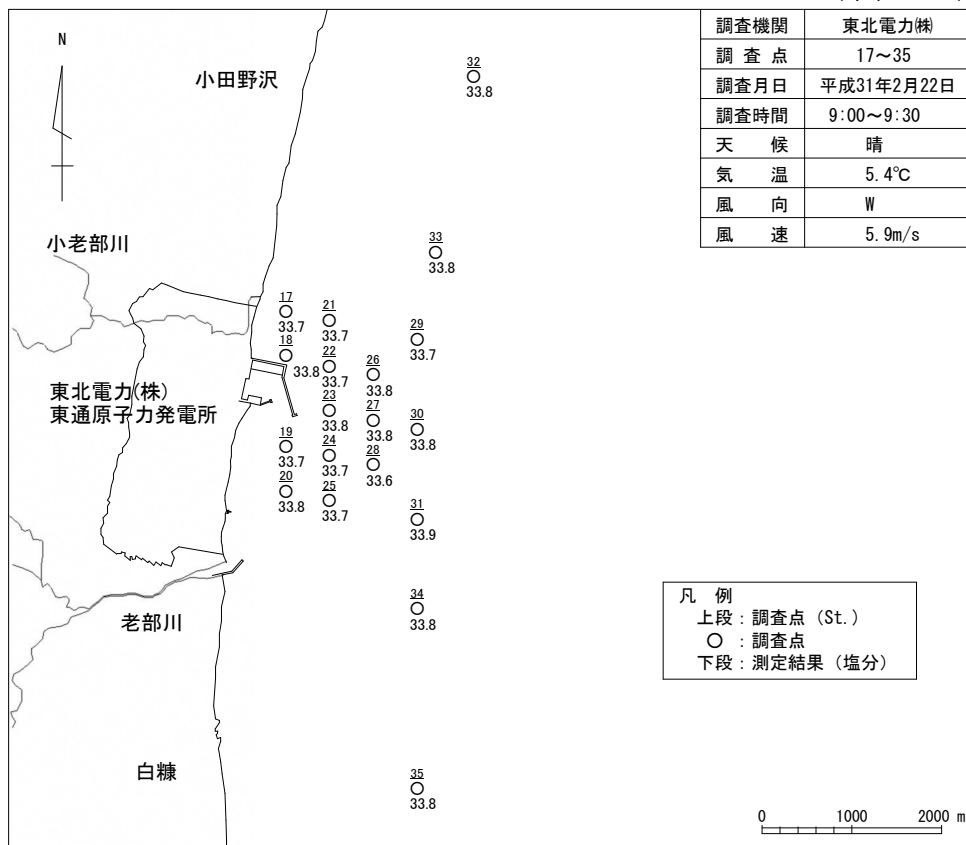 調査機関 東北電力㈱
調査点 17～35
調査月日 平成31年2月22日
調査時間 9:00～9:30
天候 晴
気温 5.4℃
風向 W
風速 5.9m/s
N
小田野沢
32
33.8
小老部川
33
33.8
17
33.7
21
33.7
29
33.7
18
33.8
22
33.7
26
33.8
東北電力(株)
東通原子力発電所
23
33.8
27
33.8
30
33.8
19
33.7
24
33.7
28
33.6
20
33.8
25
33.7
31
33.9
34
33.8
老部川
凡 例
上段：調査点（St.）
○ ：調査点
下段：測定結果（塩分）
白糠
35
33.8
0 1000 2000 m